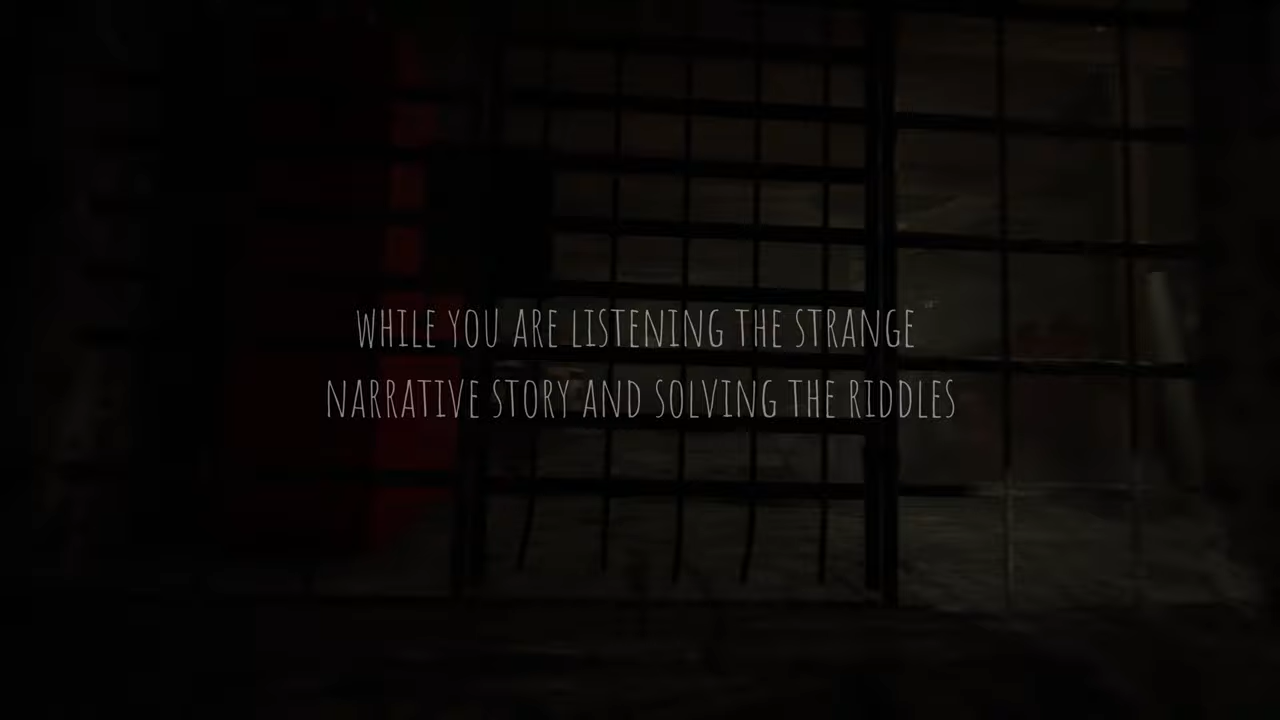 WHILE YOU ARE LISTENING THE STRANGE
NARRATIVE STORY AND SOLVING THE RIDDLES